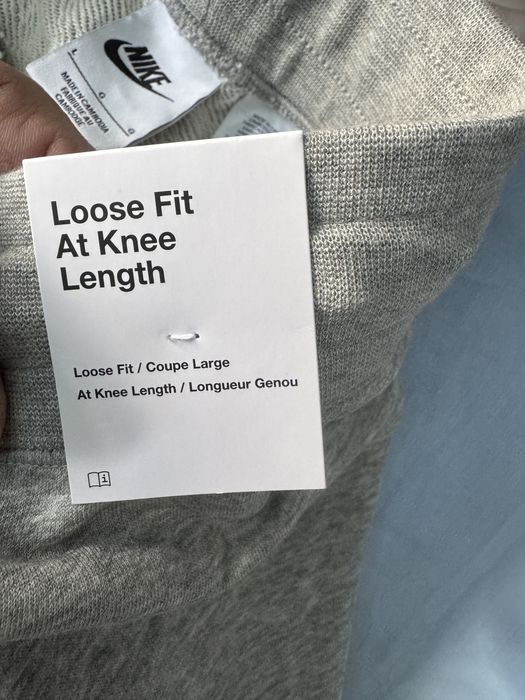 NIKE
L G G
MADE IN CAMBODIA
FABRIQUÉ AU
CAMBODGE
Loose Fit
At Knee
Length
Loose Fit / Coupe Large
At Knee Length / Longueur Genou